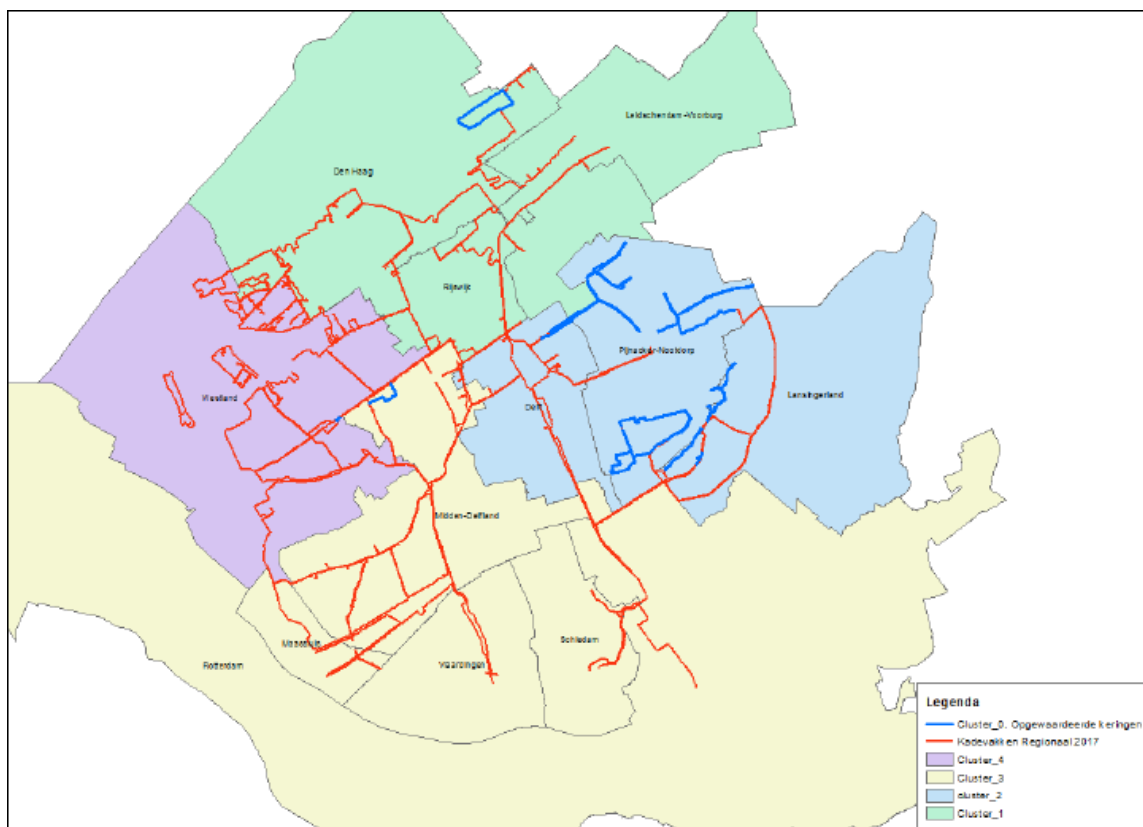 Leidschendam-Voorburg
Den Haag
Rijswijk
Pijnacker-Nootdorp
Westland
Lansingerland
Delft
Midden-Delfland
Schiedam
Maassluis
Rotterdam
Vlaardingen
Legenda
Cluster_0. Opgewaardeerde keringen
Kadevakken Regionaal 2017
Cluster_4
Cluster_3
cluster_2
Cluster_1